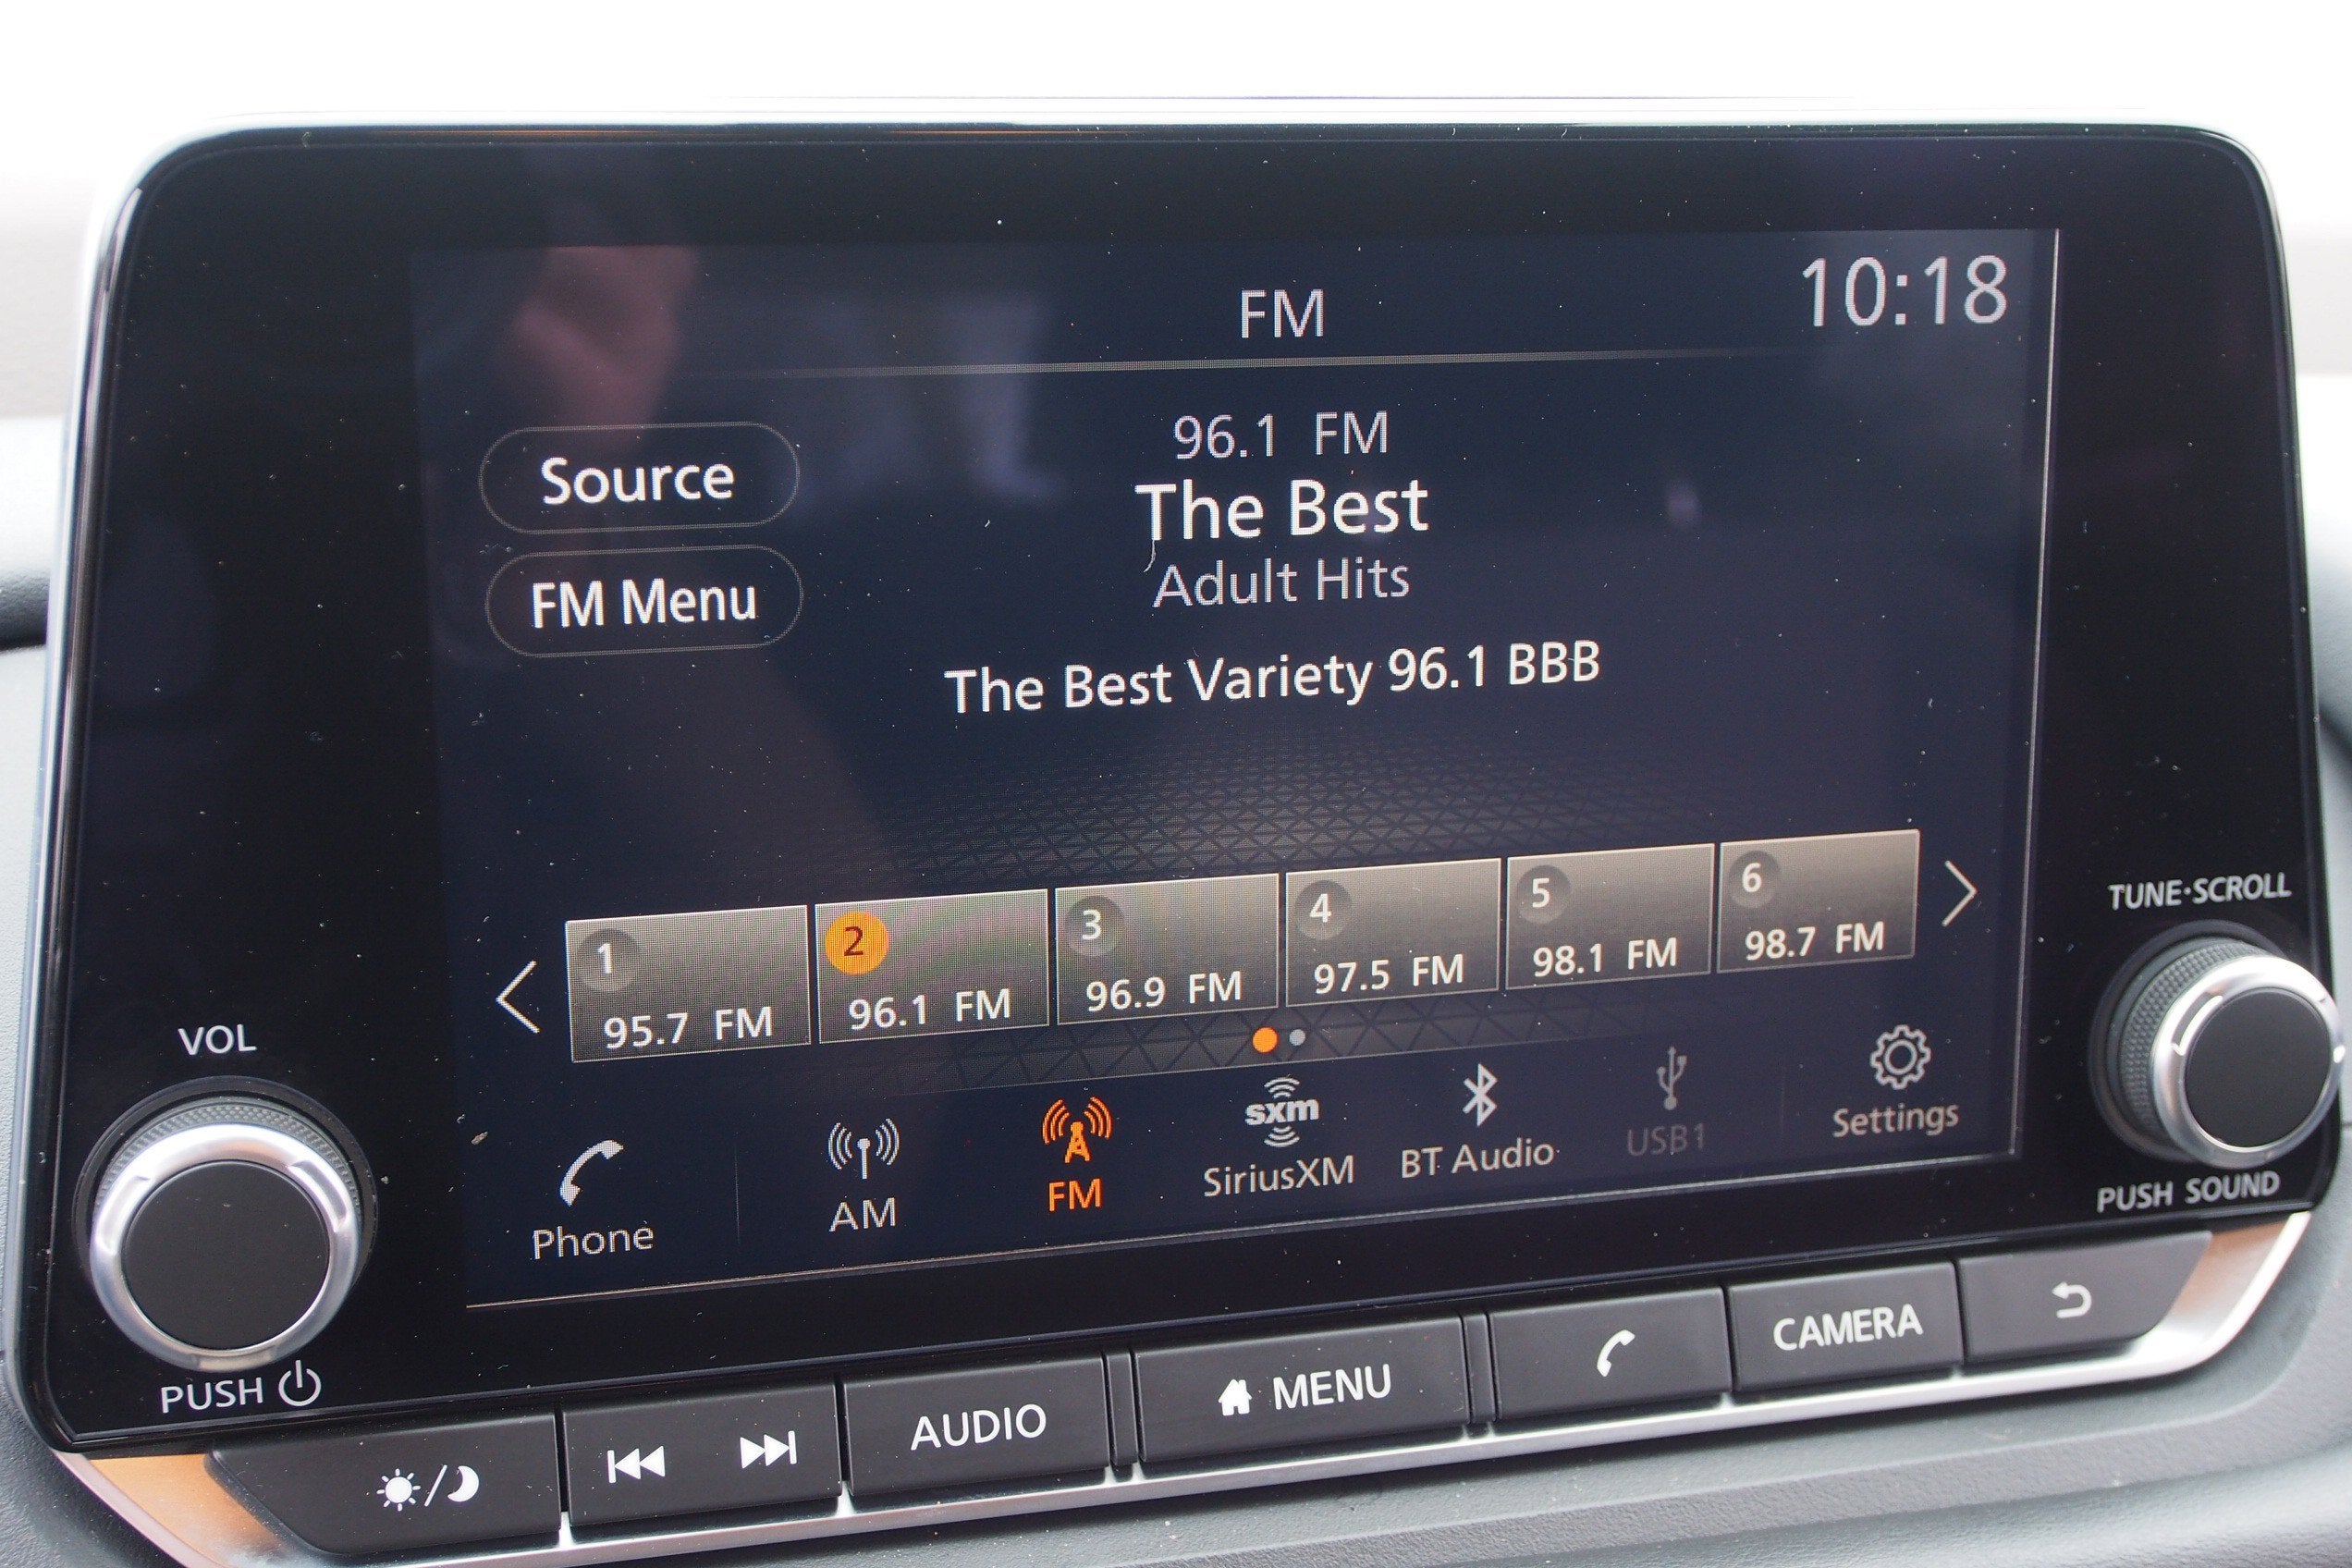 FM
10:18
96.1 FM
The Best
Adult Hits
Source
FM Menu
The Best Variety 96.1 BBB
1
95.7 FM
2
96.1 FM
3
96.9 FM
4
97.5 FM
5
98.1 FM
6
98.7 FM
TUNE·SCROLL
VOL
Phone
AM
FM
sxm
SiriusXM
BT Audio
USB1
Settings
PUSH SOUND
PUSH
AUDIO
MENU
CAMERA